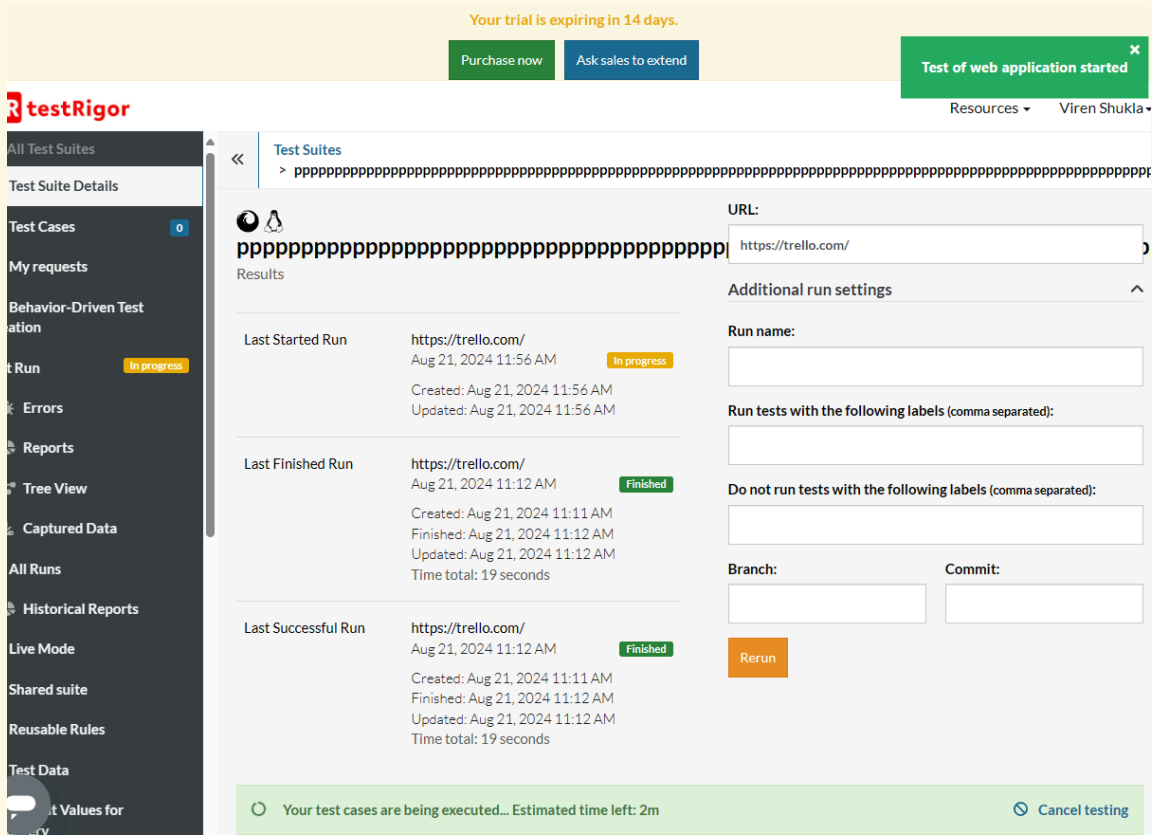 Your trial is expiring in 14 days.
Purchase now
Ask sales to extend
Test of web application started
testRigor
Resources
Viren Shukla
All Test Suites
Test Suite Details
Test Cases 0
My requests
Behavior-Driven Test
eation
t Run In progress
Errors
Reports
Tree View
Captured Data
All Runs
Historical Reports
Live Mode
Shared suite
Reusable Rules
Test Data
t Values for
Test Suites
Results
Last Started Run
https://trello.com/
Aug 21, 2024 11:56 AM In progress
Created: Aug 21, 2024 11:56 AM
Updated: Aug 21, 2024 11:56 AM
Last Finished Run
https://trello.com/
Aug 21, 2024 11:12 AM Finished
Created: Aug 21, 2024 11:11 AM
Finished: Aug 21, 2024 11:12 AM
Updated: Aug 21, 2024 11:12 AM
Time total: 19 seconds
Last Successful Run
https://trello.com/
Aug 21, 2024 11:12 AM Finished
Created: Aug 21, 2024 11:11 AM
Finished: Aug 21, 2024 11:12 AM
Updated: Aug 21, 2024 11:12 AM
Time total: 19 seconds
URL:
https://trello.com/
Additional run settings
Run name:
Run tests with the following labels (comma separated):
Do not run tests with the following labels (comma separated):
Branch:
Commit:
Rerun
Your test cases are being executed... Estimated time left: 2m
Cancel testing